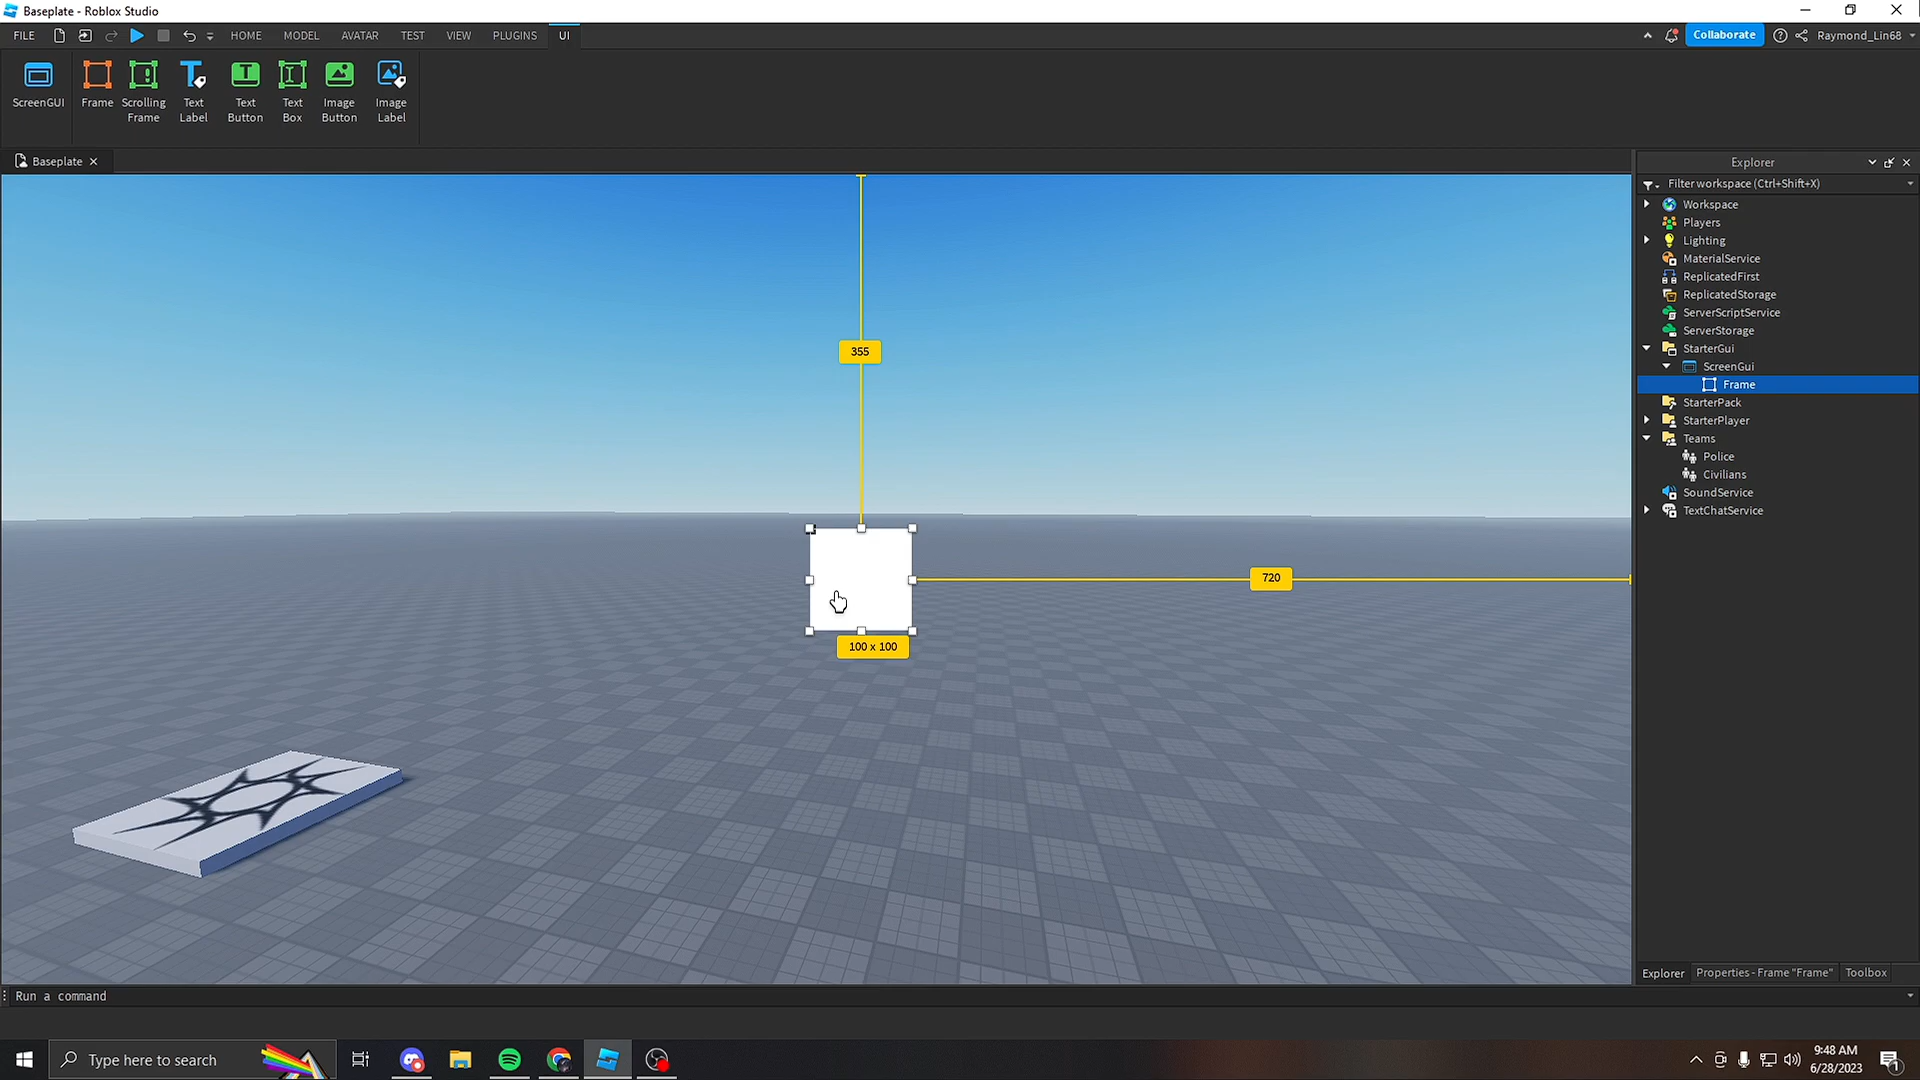 Baseplate - Roblox Studio
FILE HOME MODEL AVATAR TEST VIEW PLUGINS UI Collaborate Raymond_Lin68
ScreenGUI Frame Scrolling Frame Text Label Text Button Text Box Image Button Image Label
Baseplate
Explorer
Filter workspace (Ctrl+Shift+X)
Workspace
Players
Lighting
MaterialService
ReplicatedFirst
ReplicatedStorage
ServerScriptService
ServerStorage
StarterGui
ScreenGui
Frame
StarterPack
StarterPlayer
Teams
Police
Civilians
SoundService
TextChatService
355
720
100 x 100
Explorer Properties - Frame "Frame" Toolbox
Run a command
Type here to search
9:48 AM
6/28/2023
1